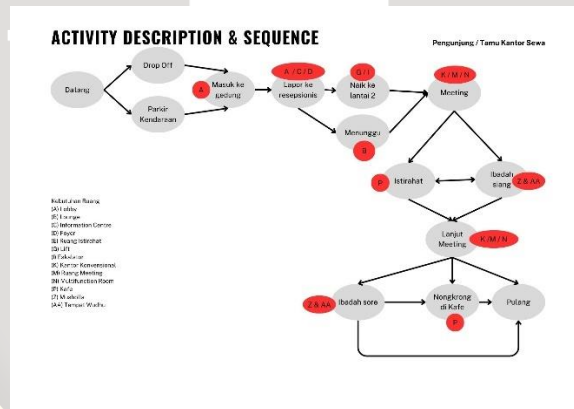 ACTIVITY DESCRIPTION & SEQUENCE
Pengunjung / Tamu Kantor Sewa
Datang
Drop Off
Parkir
Kendaraan
A
Masuk ke
gedung
A / C / D
Lapor ke
resepsionis
G / I
Naik ke
lantai 2
Menunggu
B
K / M / N
Meeting
P
Istirahat
Ibadah
siang
Z & AA
Lanjut
Meeting
K / M / N
Z & AA
Ibadah sore
Nongkrong
di Kafe
P
Pulang
Kebutuhan Ruang
(A) Lobby
(B) Lounge
(C) Information Centre
(D) Foyer
(E) Ruang Istirahat
(G) Lift
(I) Eskalator
(K) Kantor Konvensional
(M) Ruang Meeting
(N) Multifunction Room
(P) Kafe
(Z) Musholla
(AA) Tempat Wudhu